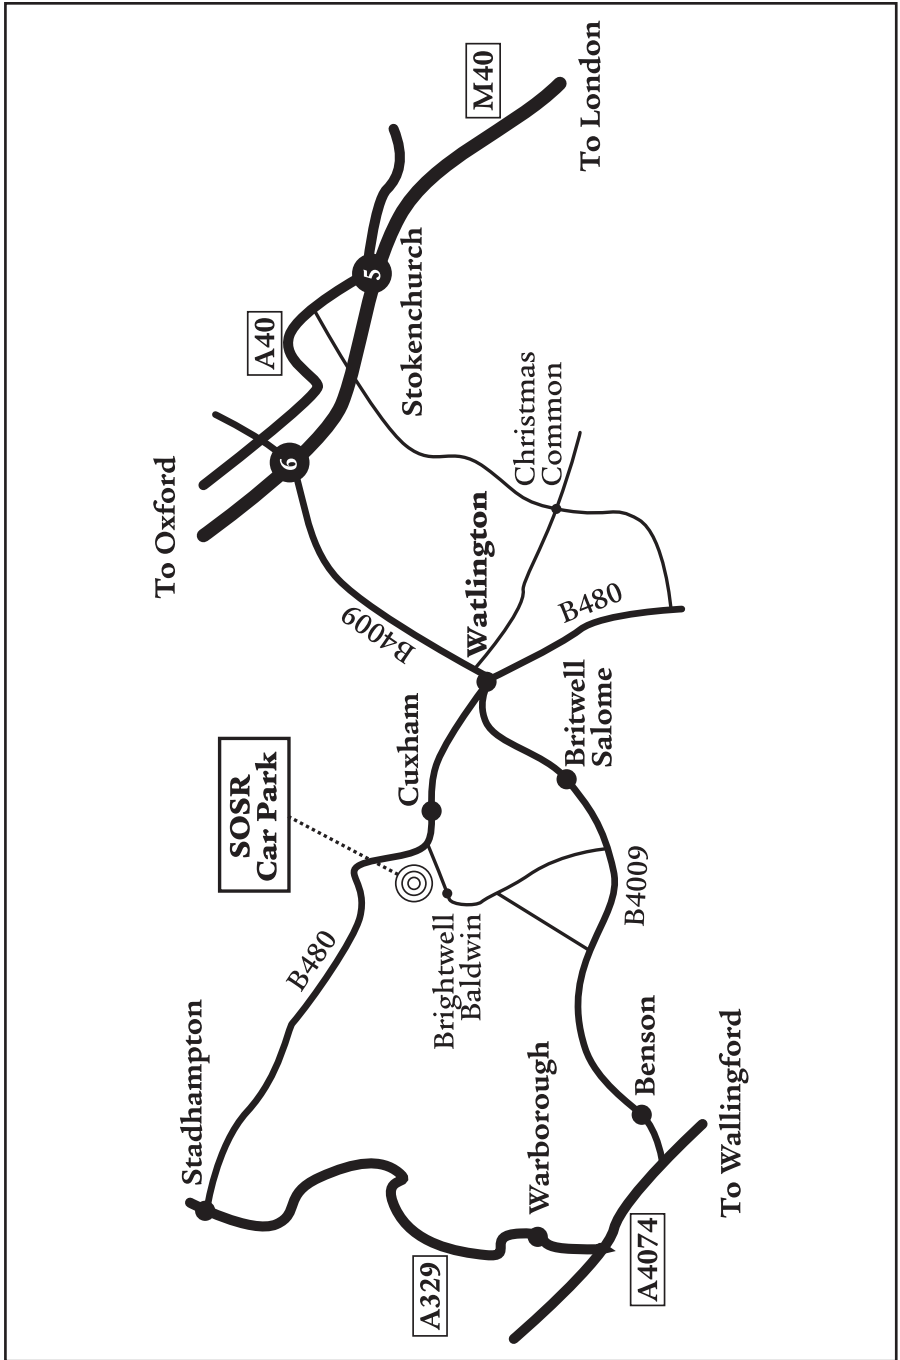 To Oxford
A40
M40
To London
6
5
Stokenchurch
Christmas
Common
Watlington
B4009
B480
SOSR
Car Park
Cuxham
Britwell
Salome
Stadhampton
B480
Brightwell
Baldwin
B4009
Warborough
Benson
A329
A4074
To Wallingford